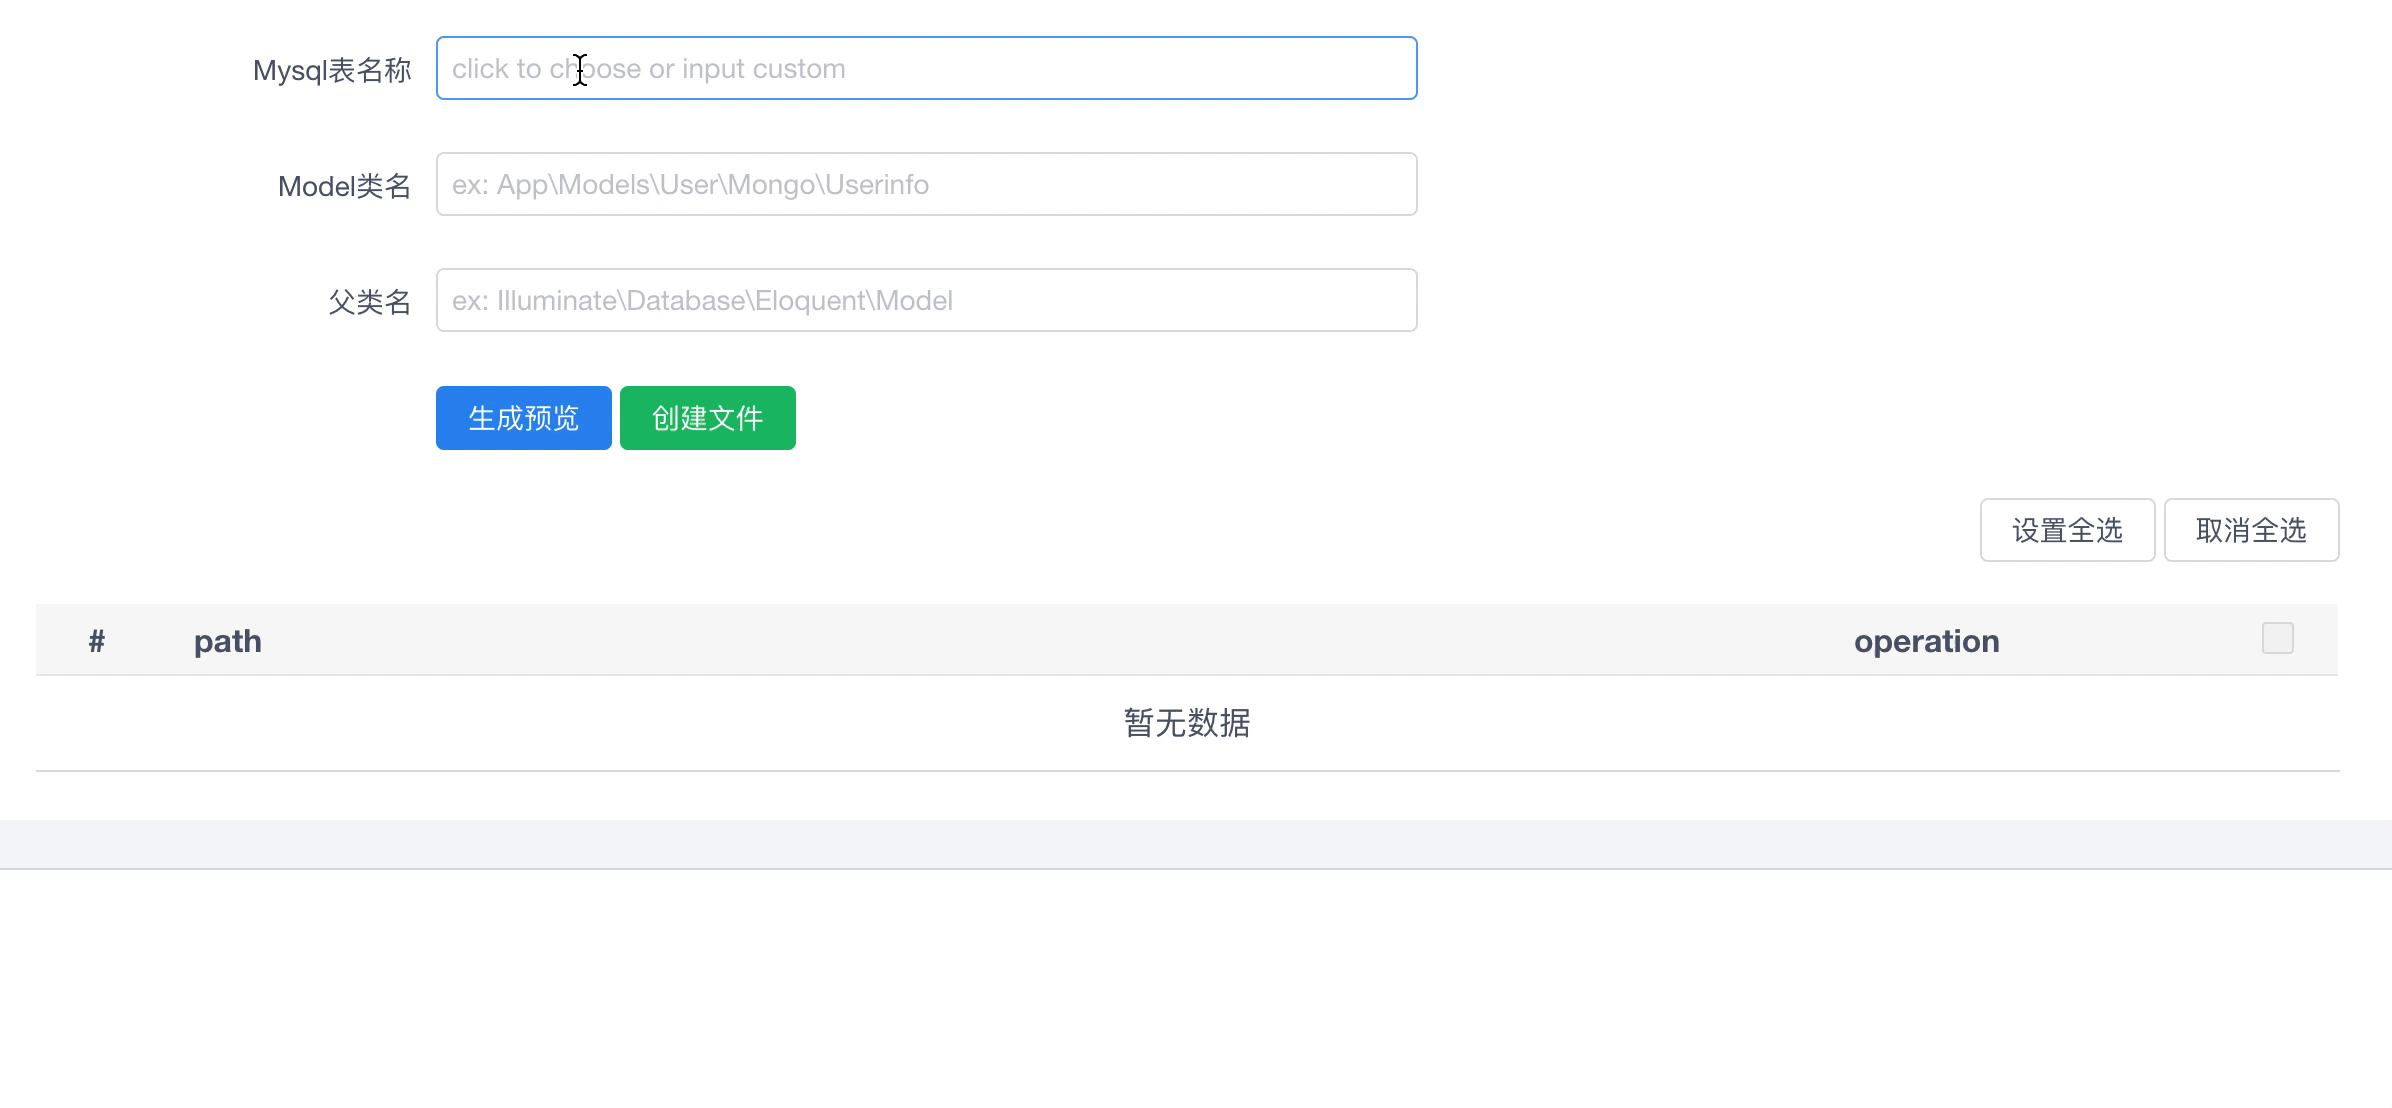 Mysql表名称 click to choose or input custom
Model类名 ex: App\Models\User\Mongo\Userinfo
父类名 ex: Illuminate\Database\Eloquent\Model
生成预览 创建文件
设置全选 取消全选
# path operation
暂无数据